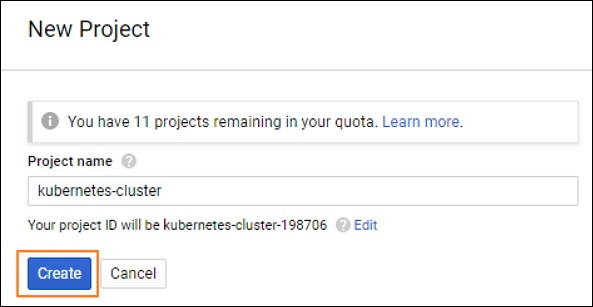 New Project
You have 11 projects remaining in your quota. Learn more.
Project name
kubernetes-cluster
Your project ID will be kubernetes-cluster-198706 Edit
Create Cancel